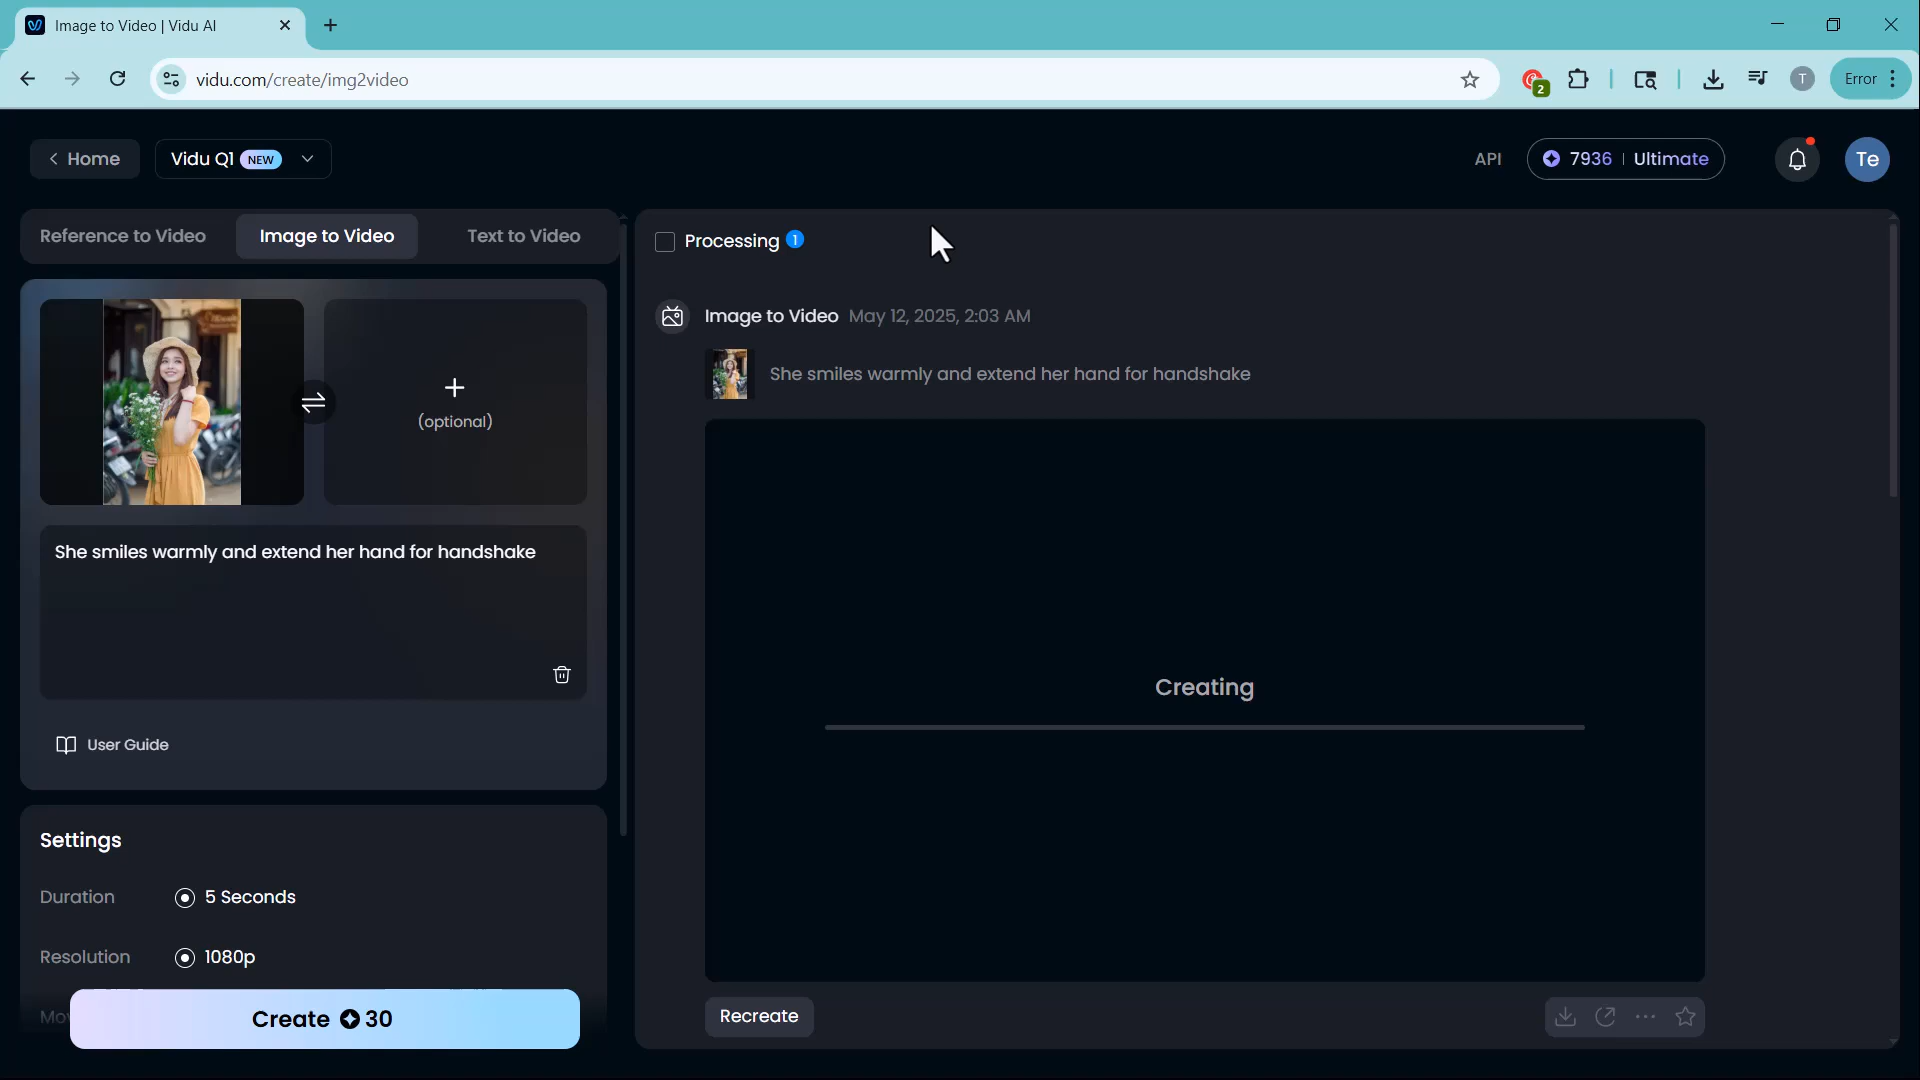 Image to Video | Vidu AI
vidu.com/create/img2video
2
T
Error
Home
Vidu Q1 NEW
API
7936 | Ultimate
Te
Reference to Video
Image to Video
Text to Video
(optional)
She smiles warmly and extend her hand for handshake
User Guide
Settings
Duration
5 Seconds
Resolution
1080p
Create 30
Processing 1
Image to Video May 12, 2025, 2:03 AM
She smiles warmly and extend her hand for handshake
Creating
Recreate